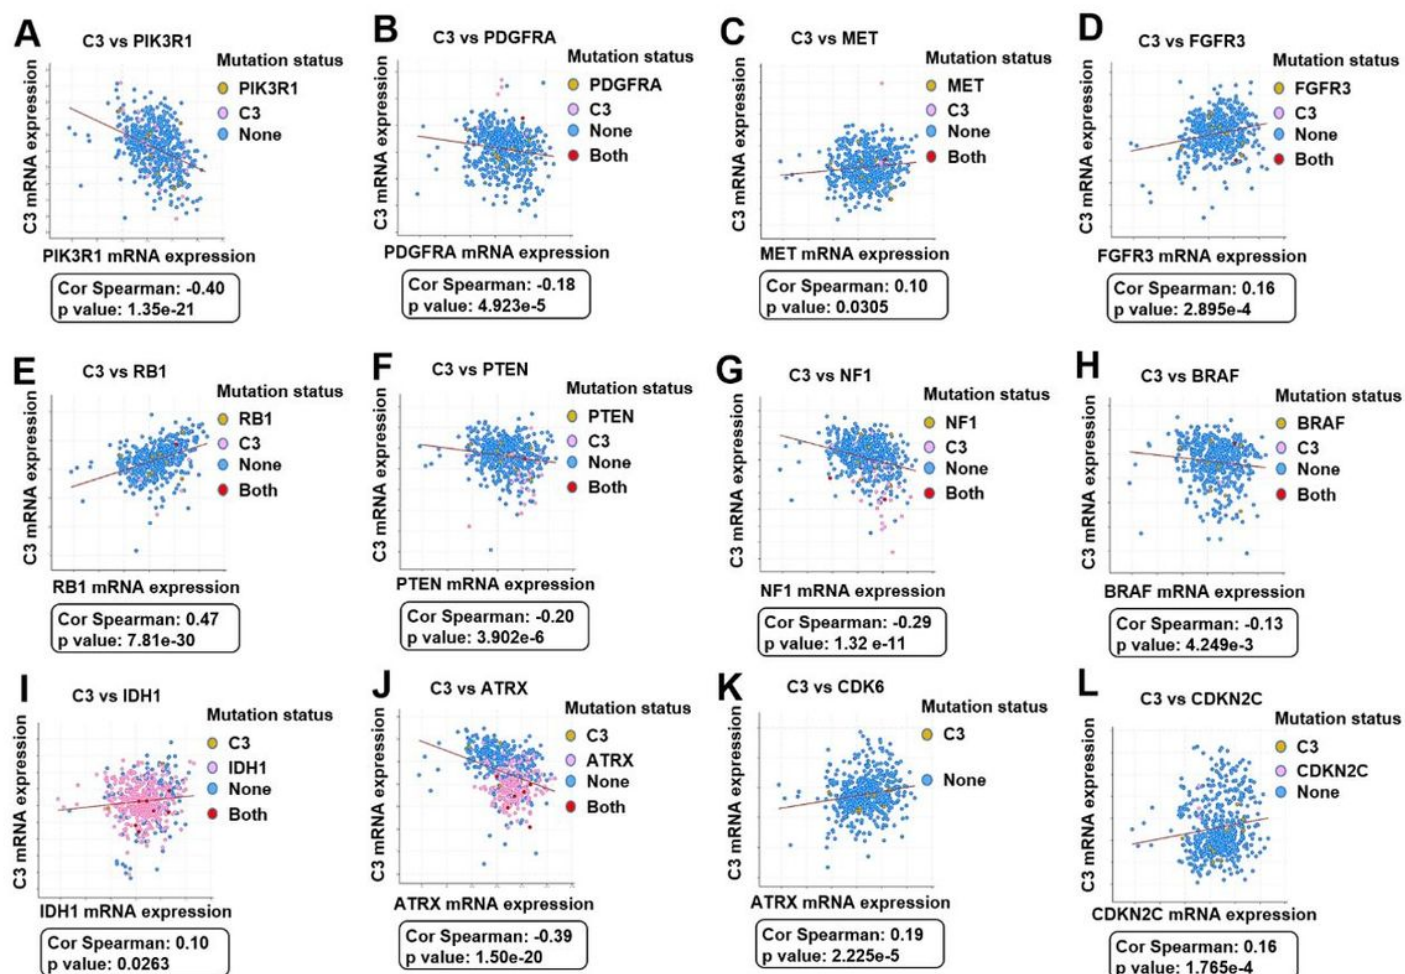 A
C3 vs PIK3R1
Mutation status
PIK3R1
C3
None
C3 mRNA expression
PIK3R1 mRNA expression
Cor Spearman: -0.40
p value: 1.35e-21
B
C3 vs PDGFRA
Mutation status
PDGFRA
C3
None
Both
C3 mRNA expression
PDGFRA mRNA expression
Cor Spearman: -0.18
p value: 4.923e-5
C
C3 vs MET
Mutation status
MET
C3
None
Both
C3 mRNA expression
MET mRNA expression
Cor Spearman: 0.10
p value: 0.0305
D
C3 vs FGFR3
Mutation status
FGFR3
C3
None
Both
C3 mRNA expression
FGFR3 mRNA expression
Cor Spearman: 0.16
p value: 2.895e-4
E
C3 vs RB1
Mutation status
RB1
C3
None
Both
C3 mRNA expression
RB1 mRNA expression
Cor Spearman: 0.47
p value: 7.81e-30
F
C3 vs PTEN
Mutation status
PTEN
C3
None
Both
C3 mRNA expression
PTEN mRNA expression
Cor Spearman: -0.20
p value: 3.902e-6
G
C3 vs NF1
Mutation status
NF1
C3
None
Both
C3 mRNA expression
NF1 mRNA expression
Cor Spearman: -0.29
p value: 1.32 e-11
H
C3 vs BRAF
Mutation status
BRAF
C3
None
Both
C3 mRNA expression
BRAF mRNA expression
Cor Spearman: -0.13
p value: 4.249e-3
I
C3 vs IDH1
Mutation status
C3
IDH1
None
Both
C3 mRNA expression
IDH1 mRNA expression
Cor Spearman: 0.10
p value: 0.0263
J
C3 vs ATRX
Mutation status
C3
ATRX
None
Both
C3 mRNA expression
ATRX mRNA expression
Cor Spearman: -0.39
p value: 1.50e-20
K
C3 vs CDK6
Mutation status
C3
None
C3 mRNA expression
ATRX mRNA expression
Cor Spearman: 0.19
p value: 2.225e-5
L
C3 vs CDKN2C
Mutation status
C3
CDKN2C
None
C3 mRNA expression
CDKN2C mRNA expression
Cor Spearman: 0.16
p value: 1.765e-4